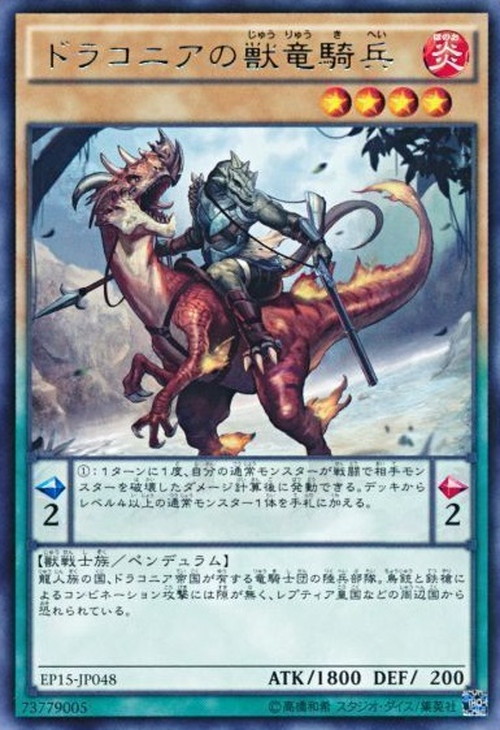 ドラコニアの獣竜騎兵
じゅう りゅう き へい
炎
ほのお
①:1ターンに1度、自分の通常モンスターが戦闘で相手モン
スターを破壊したダメージ計算後に発動できる。デッキから
レベル4以上の通常モンスター1体を手札に加える。
2
2
【獣戦士族/ペンデュラム】
龍人族の国、ドラコニア帝国が有する竜騎士団の陸兵部隊。鳥銃と鉄槍に
よるコンビネーション攻撃には隙が無く、レプティア皇国などの周辺国から
恐れられている。
EP15-JP048
ATK/1800 DEF/ 200
73779005
©高橋和希 スタジオ・ダイス/集英社